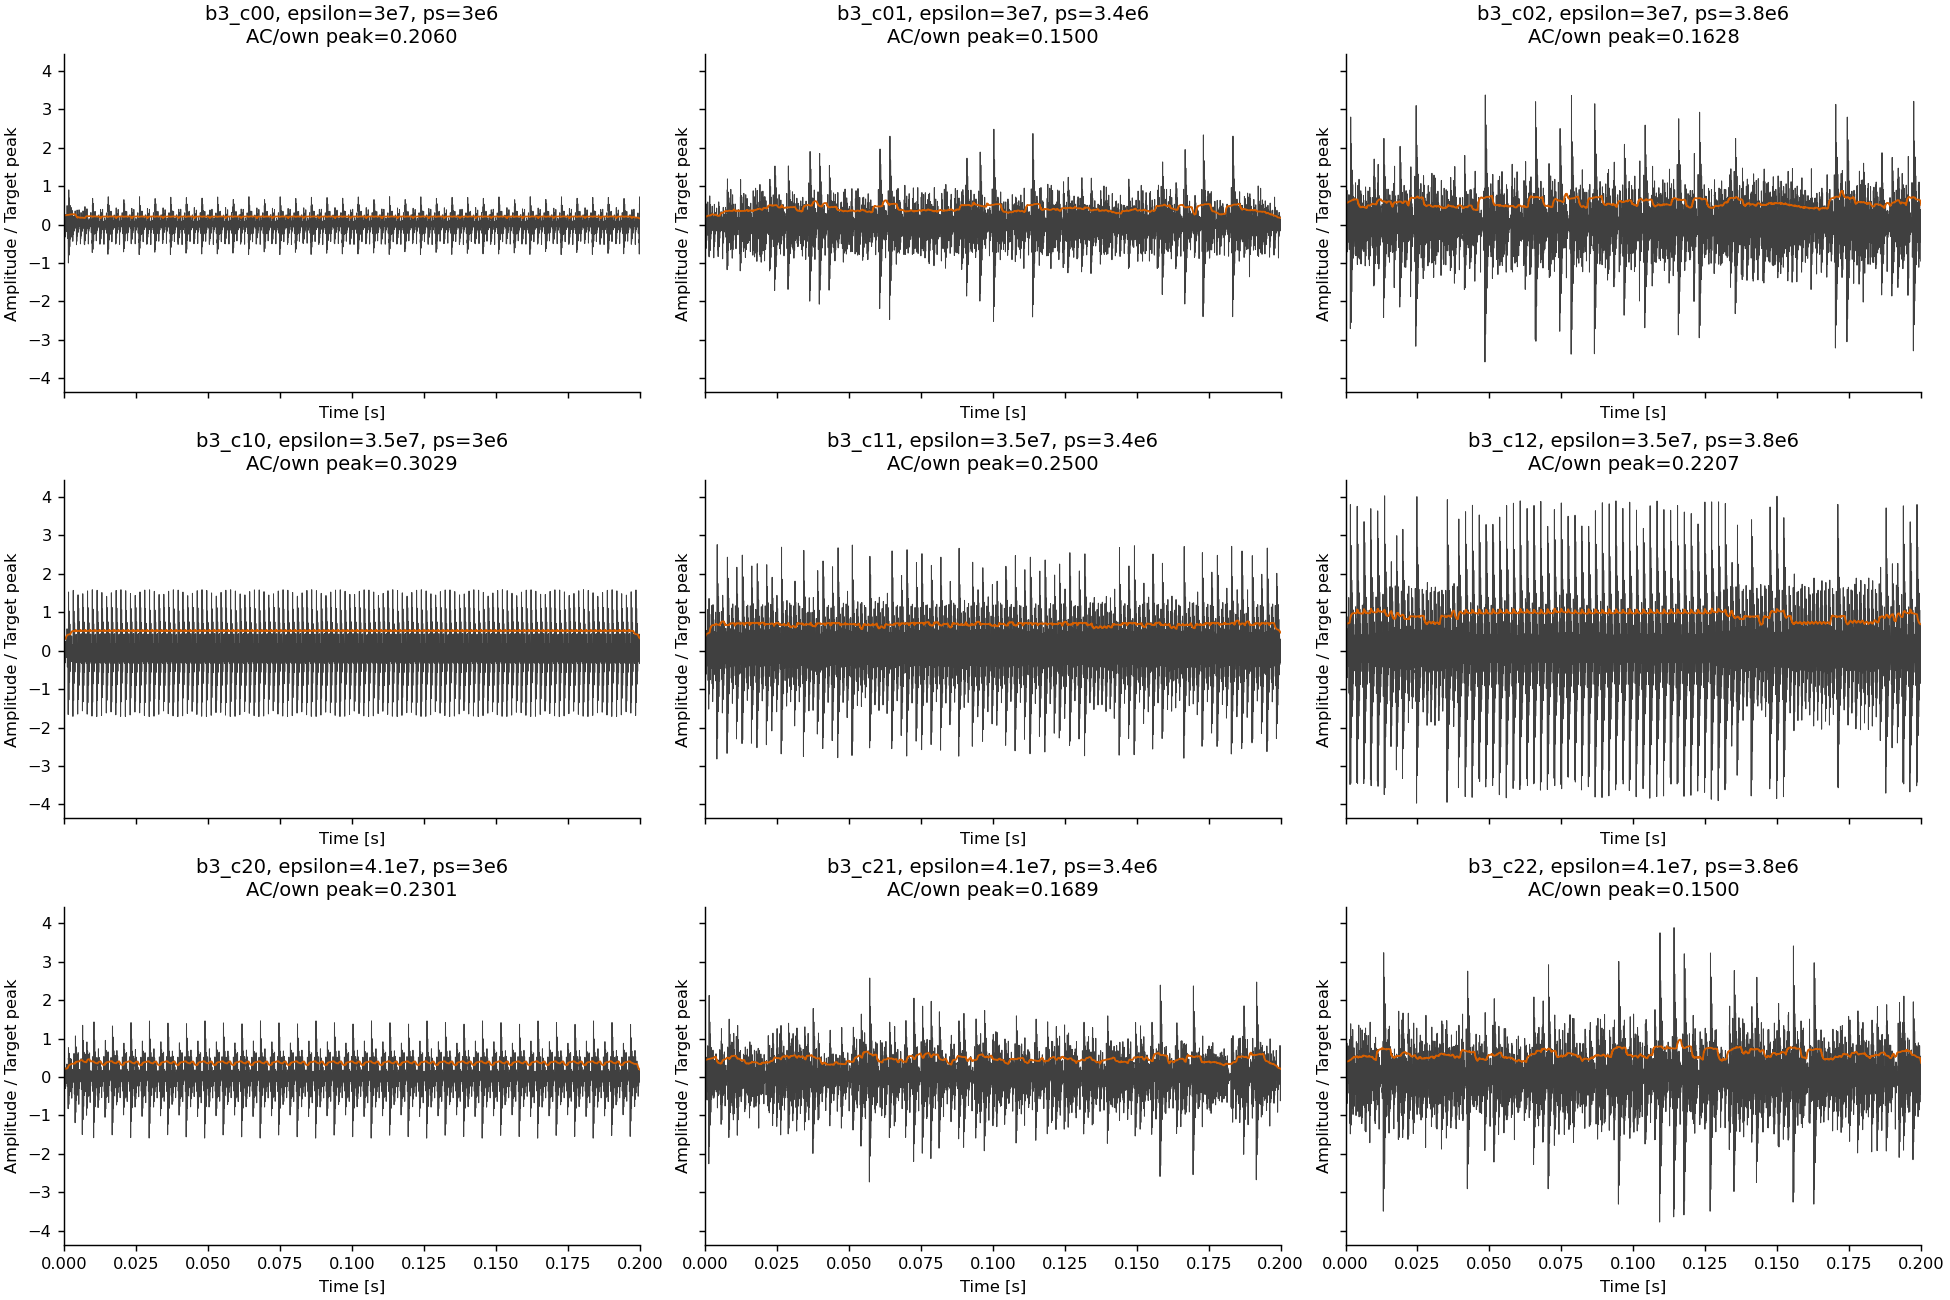 b3_c00, epsilon=3e7, ps=3e6
AC/own peak=0.2060
b3_c01, epsilon=3e7, ps=3.4e6
AC/own peak=0.1500
b3_c02, epsilon=3e7, ps=3.8e6
AC/own peak=0.1628
Amplitude / Target peak
4
3
2
1
0
−1
−2
−3
−4
Time [s]
Amplitude / Target peak
Time [s]
Amplitude / Target peak
Time [s]
b3_c10, epsilon=3.5e7, ps=3e6
AC/own peak=0.3029
b3_c11, epsilon=3.5e7, ps=3.4e6
AC/own peak=0.2500
b3_c12, epsilon=3.5e7, ps=3.8e6
AC/own peak=0.2207
Amplitude / Target peak
4
3
2
1
0
−1
−2
−3
−4
Time [s]
Amplitude / Target peak
Time [s]
Amplitude / Target peak
Time [s]
b3_c20, epsilon=4.1e7, ps=3e6
AC/own peak=0.2301
b3_c21, epsilon=4.1e7, ps=3.4e6
AC/own peak=0.1689
b3_c22, epsilon=4.1e7, ps=3.8e6
AC/own peak=0.1500
Amplitude / Target peak
4
3
2
1
0
−1
−2
−3
−4
0.000 0.025 0.050 0.075 0.100 0.125 0.150 0.175 0.200
Time [s]
Amplitude / Target peak
0.000 0.025 0.050 0.075 0.100 0.125 0.150 0.175 0.200
Time [s]
Amplitude / Target peak
0.000 0.025 0.050 0.075 0.100 0.125 0.150 0.175 0.200
Time [s]